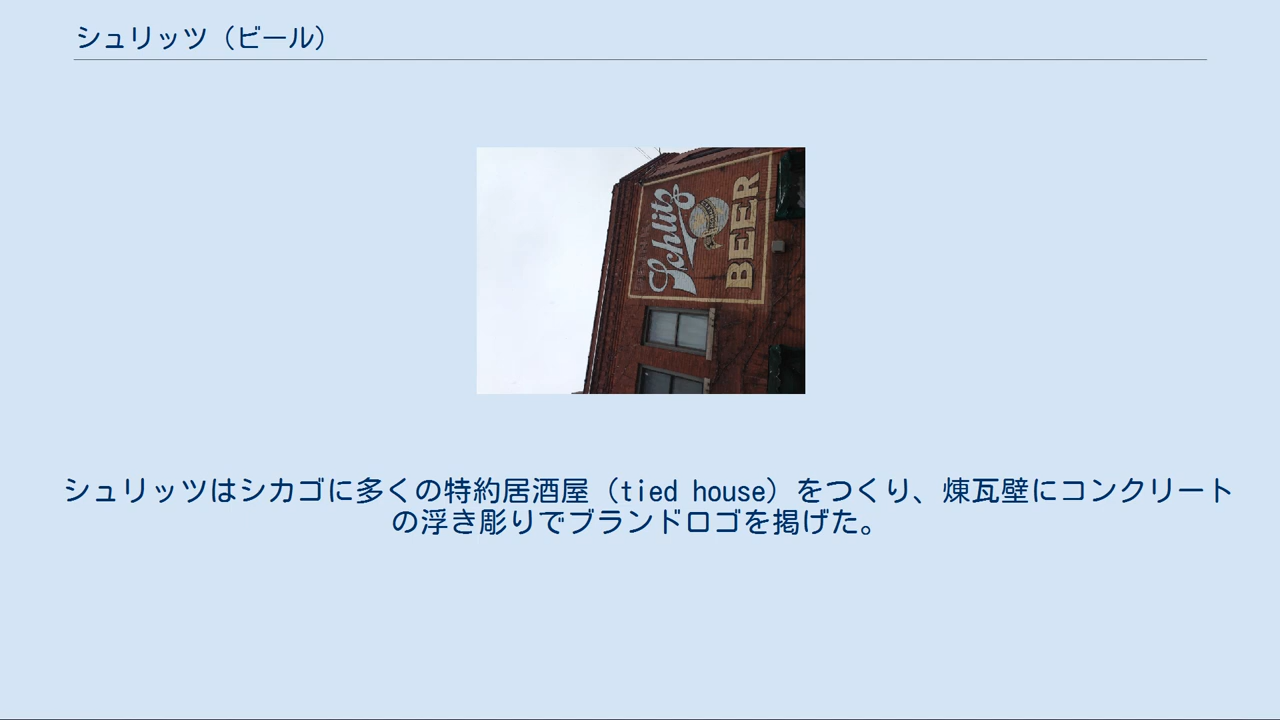 シュリッツ（ビール）
Schlitz
BEER
シュリッツはシカゴに多くの特約居酒屋（tied house）をつくり、煉瓦壁にコンクリート
の浮き彫りでブランドロゴを掲げた。